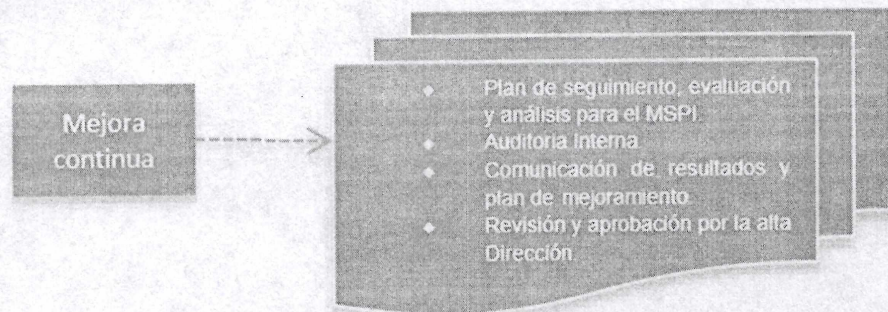 Mejora
continua
Plan de seguimiento, evaluación
y análisis para el MSPI.
Auditoria Interna.
Comunicación de resultados y
plan de mejoramiento.
Revisión y aprobación por la alta
Dirección.